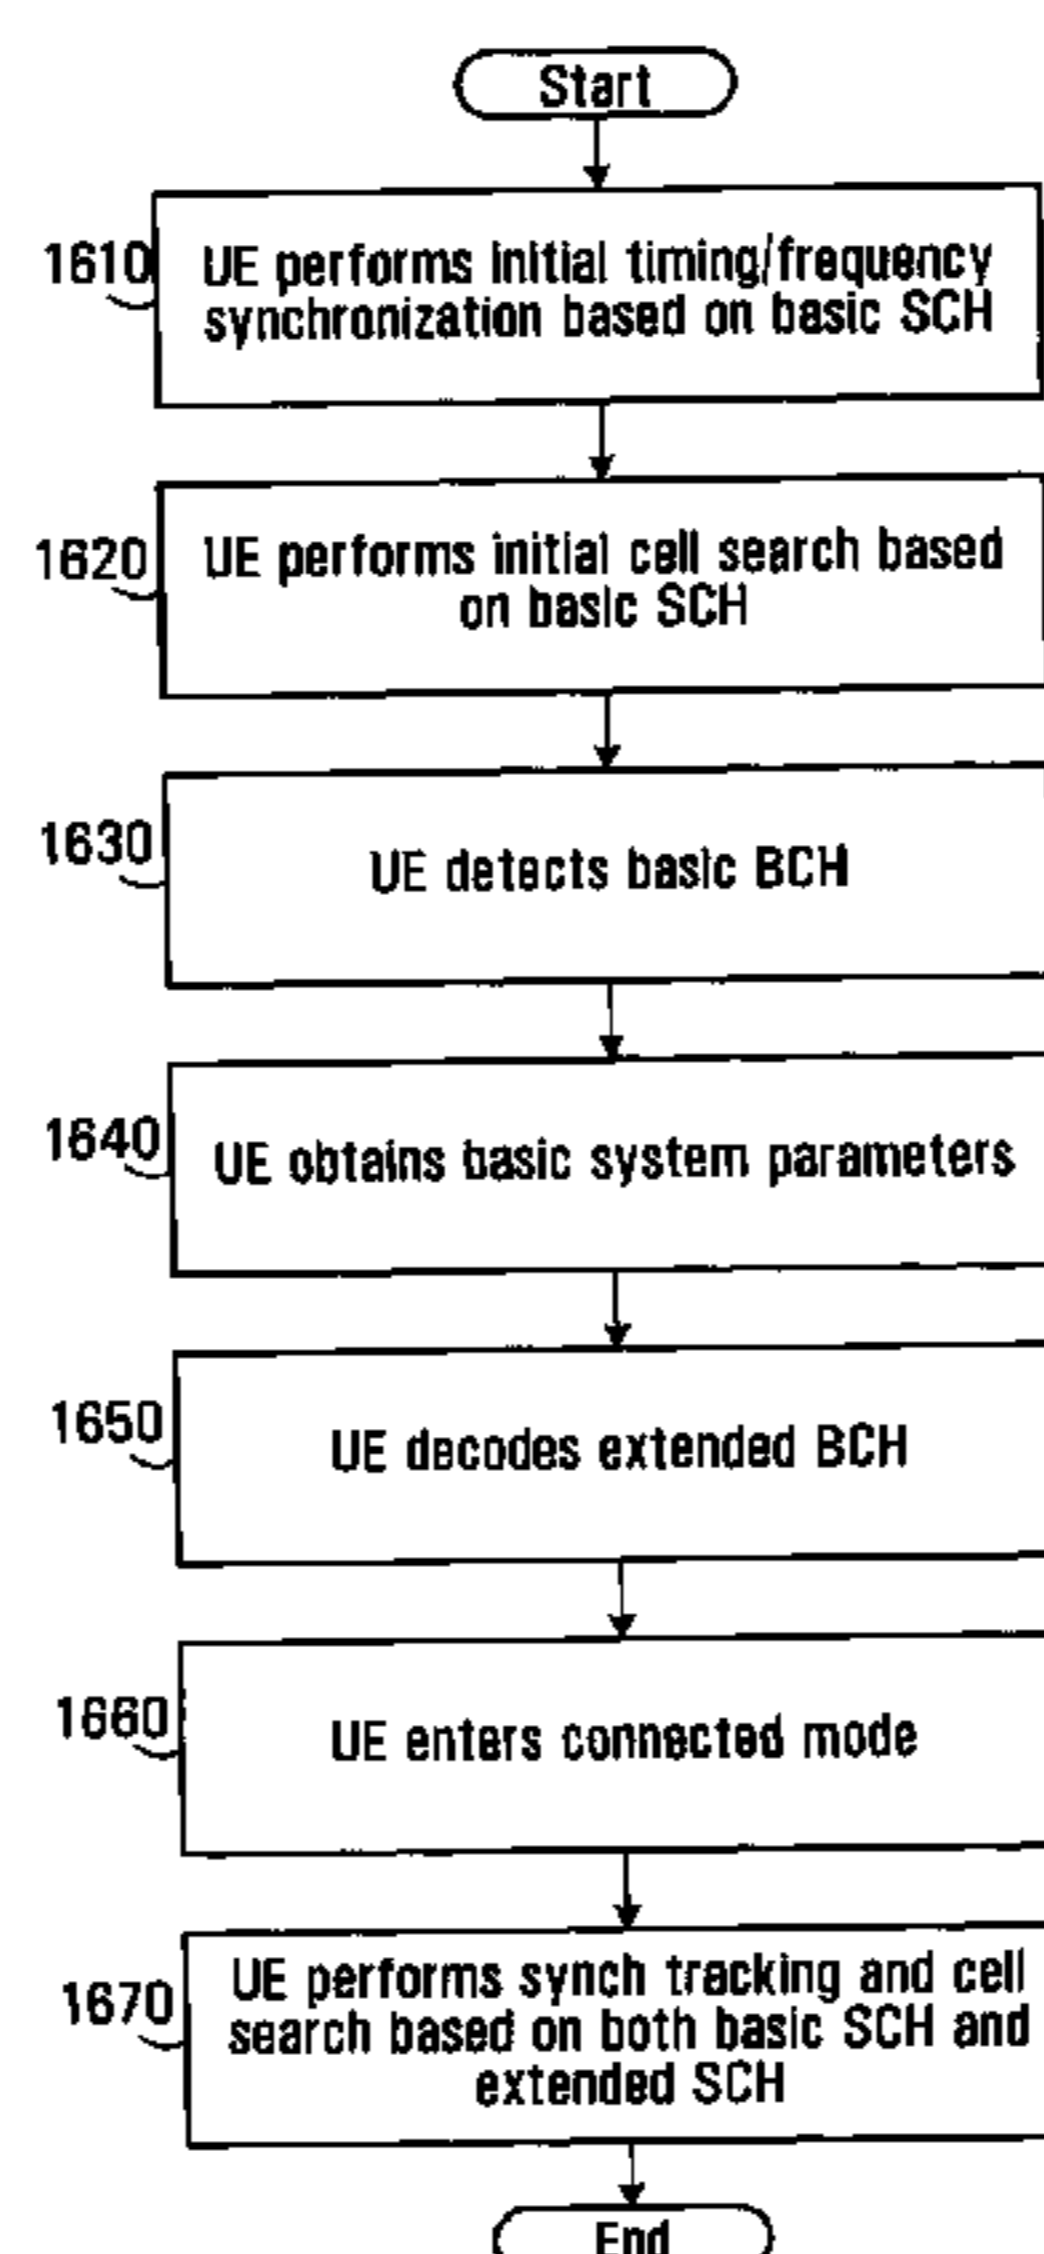 Start
1610
UE performs initial timing/frequency
synchronization based on basic SCH
1620
UE performs initial cell search based
on basic SCH
1630
UE detects basic BCH
1640
UE obtains basic system parameters
1650
UE decodes extended BCH
1660
UE enters connected mode
1670
UE performs synch tracking and cell
search based on both basic SCH and
extended SCH
End